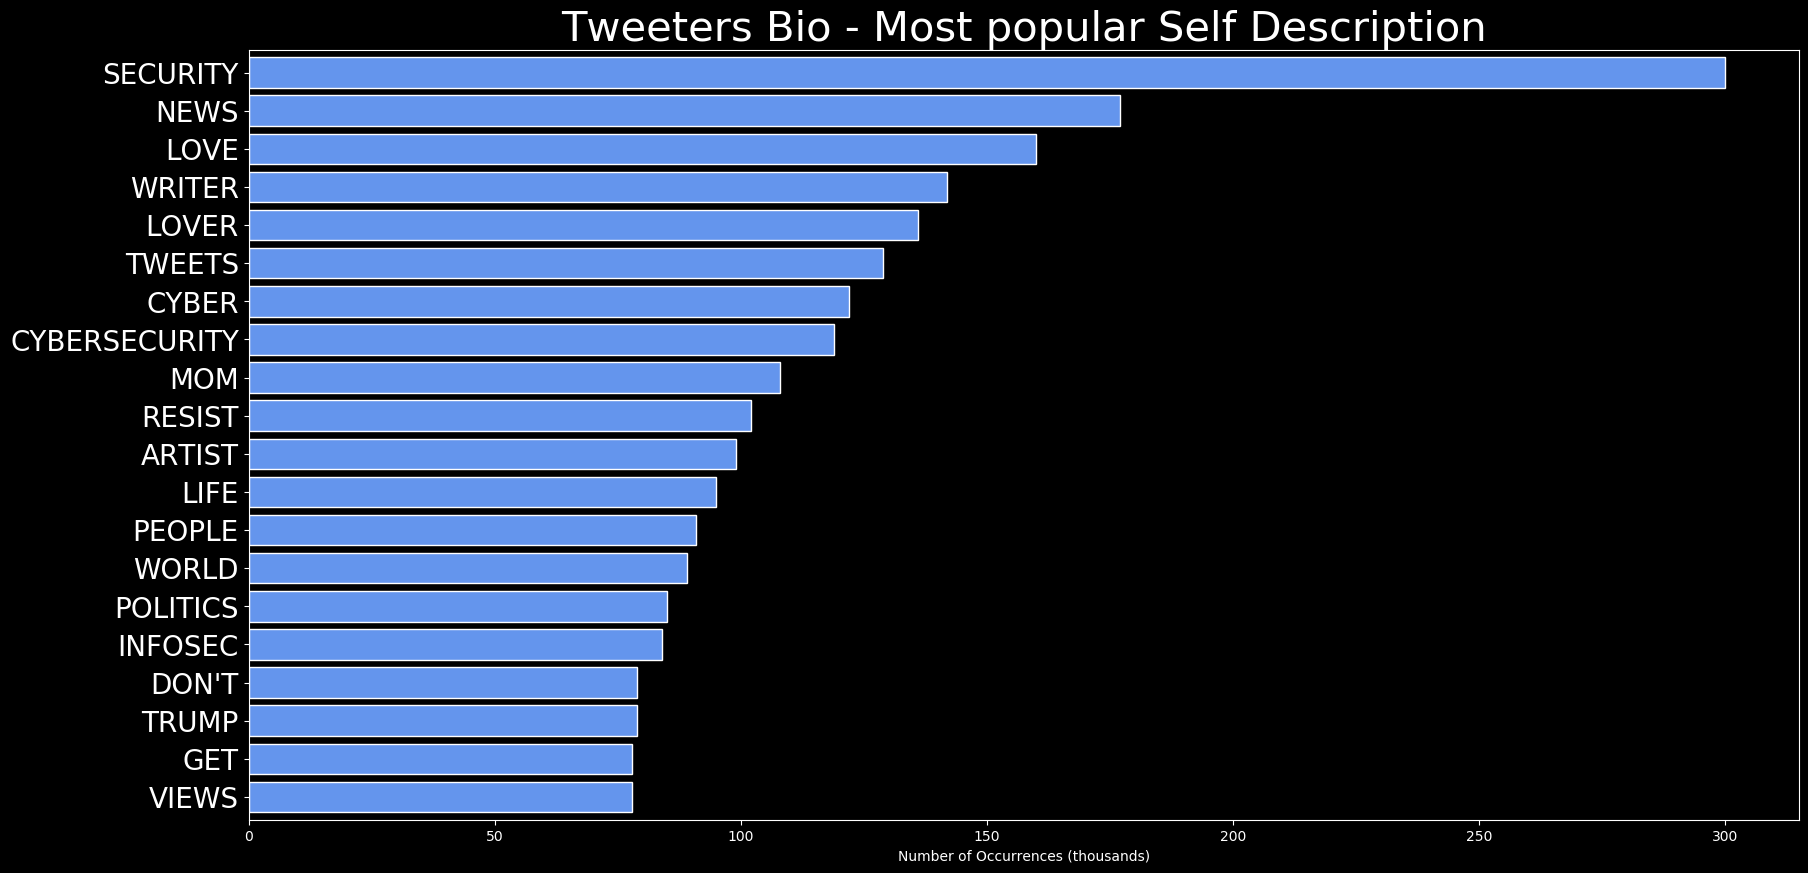 Tweeters Bio - Most popular Self Description
SECURITY
NEWS
LOVE
WRITER
LOVER
TWEETS
CYBER
CYBERSECURITY
MOM
RESIST
ARTIST
LIFE
PEOPLE
WORLD
POLITICS
INFOSEC
DON'T
TRUMP
GET
VIEWS
0 50 100 150 200 250 300
Number of Occurrences (thousands)